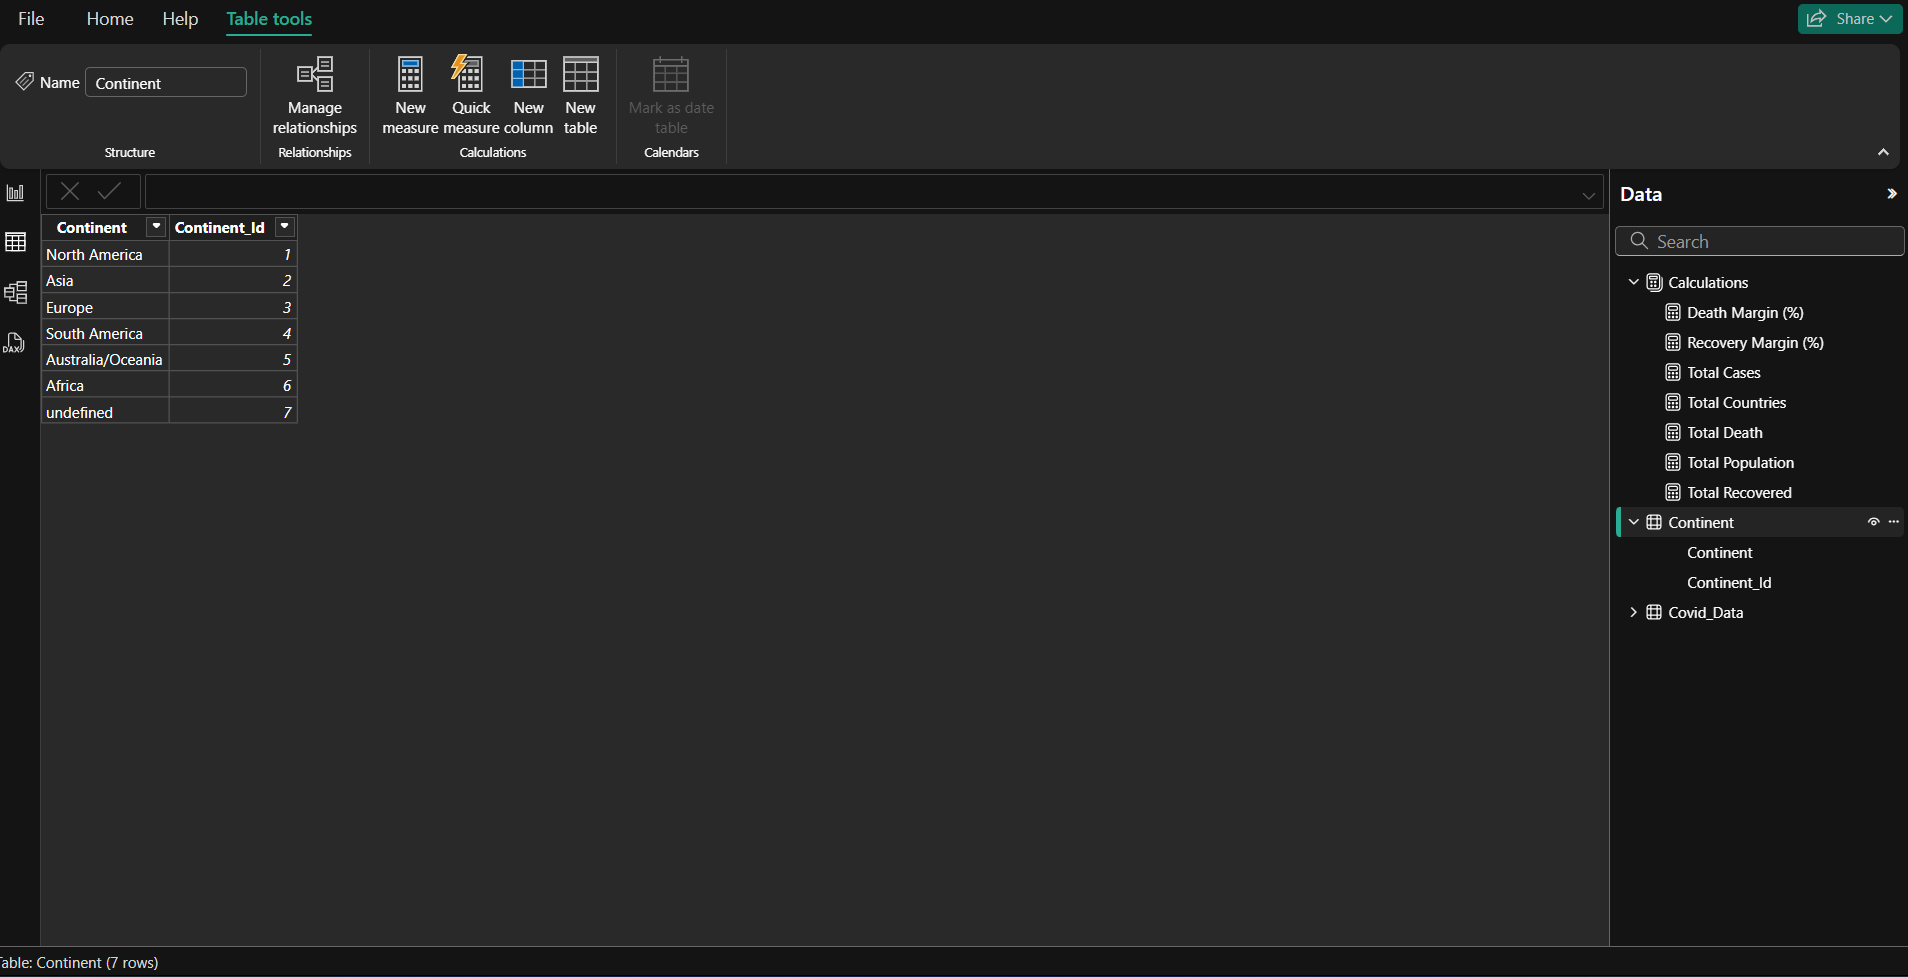 File Home Help Table tools Share
Name Continent
Manage relationships
New measure
Quick measure
New column
New table
Mark as date table
Structure Relationships Calculations Calendars
Data
Search
Continent Continent_Id
North America 1
Asia 2
Europe 3
South America 4
Australia/Oceania 5
Africa 6
undefined 7
DAX
Calculations
Death Margin (%)
Recovery Margin (%)
Total Cases
Total Countries
Total Death
Total Population
Total Recovered
Continent
Continent
Continent_Id
Covid_Data
Table: Continent (7 rows)